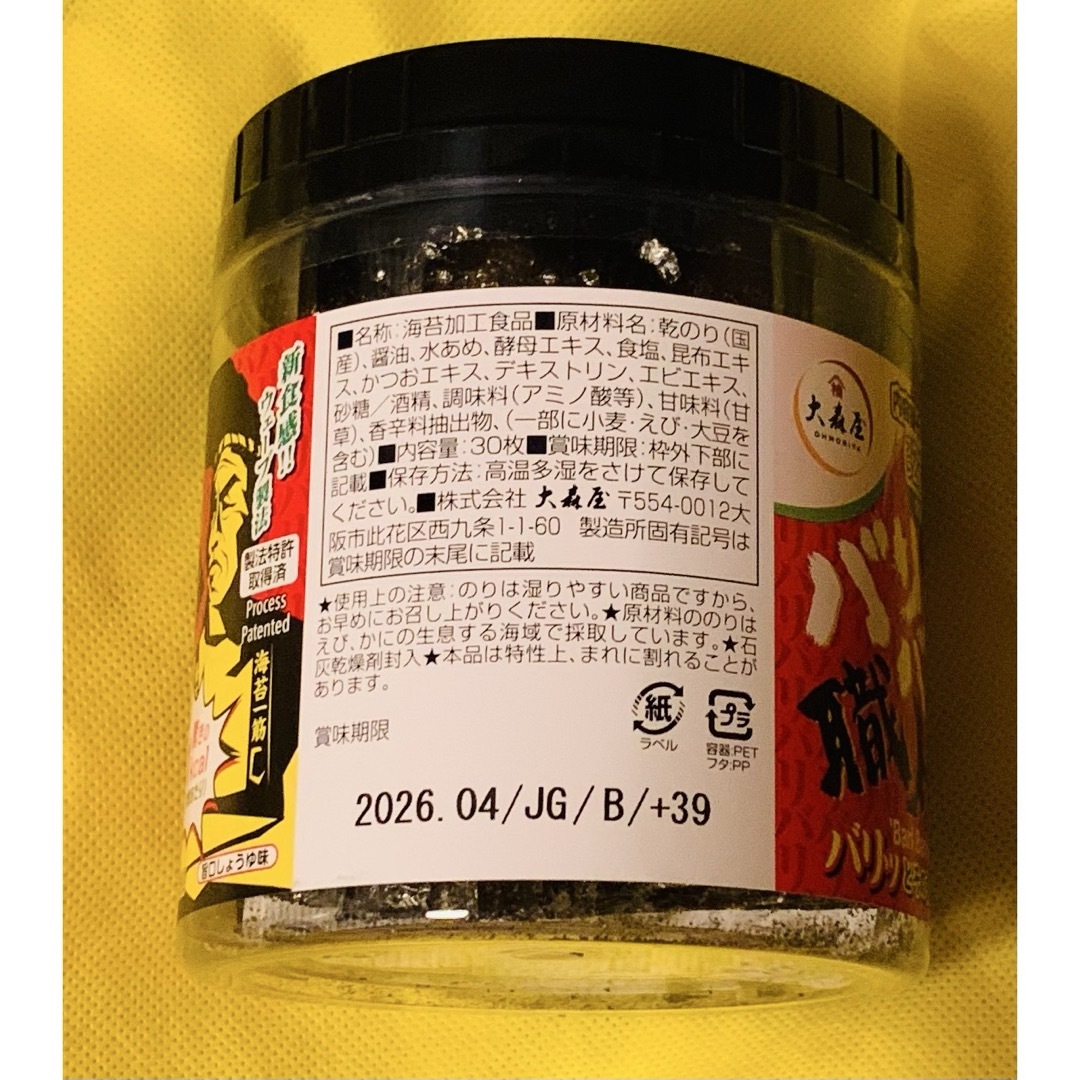 ■名称:海苔加工食品■原材料名:乾のり(国
産)、醤油、水あめ、酵母エキス、食塩、昆布エキ
ス、かつおエキス、デキストリン、エビエキス、
砂糖/酒精、調味料(アミノ酸等)、甘味料(甘
草)、香辛料抽出物、(一部に小麦・えび・大豆を
含む)■内容量:30枚■賞味期限:枠外下部に
記載■保存方法:高温多湿をさけて保存して
ください。■株式会社 大森屋 〒554-0012大
阪市此花区西九条1-1-60 製造所固有記号は
賞味期限の末尾に記載
★使用上の注意:のりは湿りやすい商品ですから、
お早めにお召し上がりください。★原材料ののりは
えび、かにの生息する海域で採取しています。★石
灰乾燥剤封入★本品は特性上、まれに割れることが
あります。
賞味期限
紙
ラベル
プラ
容器:PET
フタ:PP
2026.04/JG/B/+39
新食感!!
ウェーブ製法
製法特許
取得済
Process
Patented
海苔一筋
旨口しょうゆ味
大森屋
OHMORIYA
バリ
職
バリッ